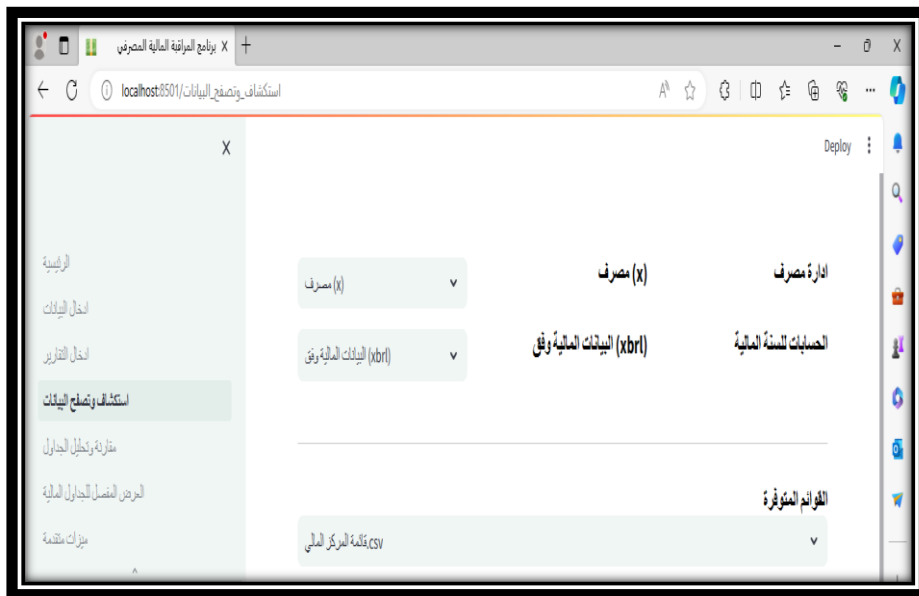 برنامج المراقبة المالية المصرفي
localhost:8501/استكشاف_وتصفح_البيانات
Deploy
الرئيسية
ادخال البيانات
ادخال التقارير
استكشاف وتصفح البيانات
مقارنة وتحليل الجداول
العرض المفصل للجداول المالية
ميزات متقدمة
ادارة مصرف
(x) مصرف
(x) مصرف
الحسابات للسنة المالية
(xbrl) البيانات المالية وفق
(xbrl) البيانات المالية وفق
القوائم المتوفرة
قائمة المركز المالي.csv